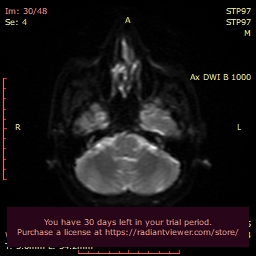 Im: 30/48
Se: 4
STP97
STP97
M
A
Ax DWI B 1000
R
L
You have 30 days left in your trial period.
Purchase a license at https://radiantviewer.com/store/